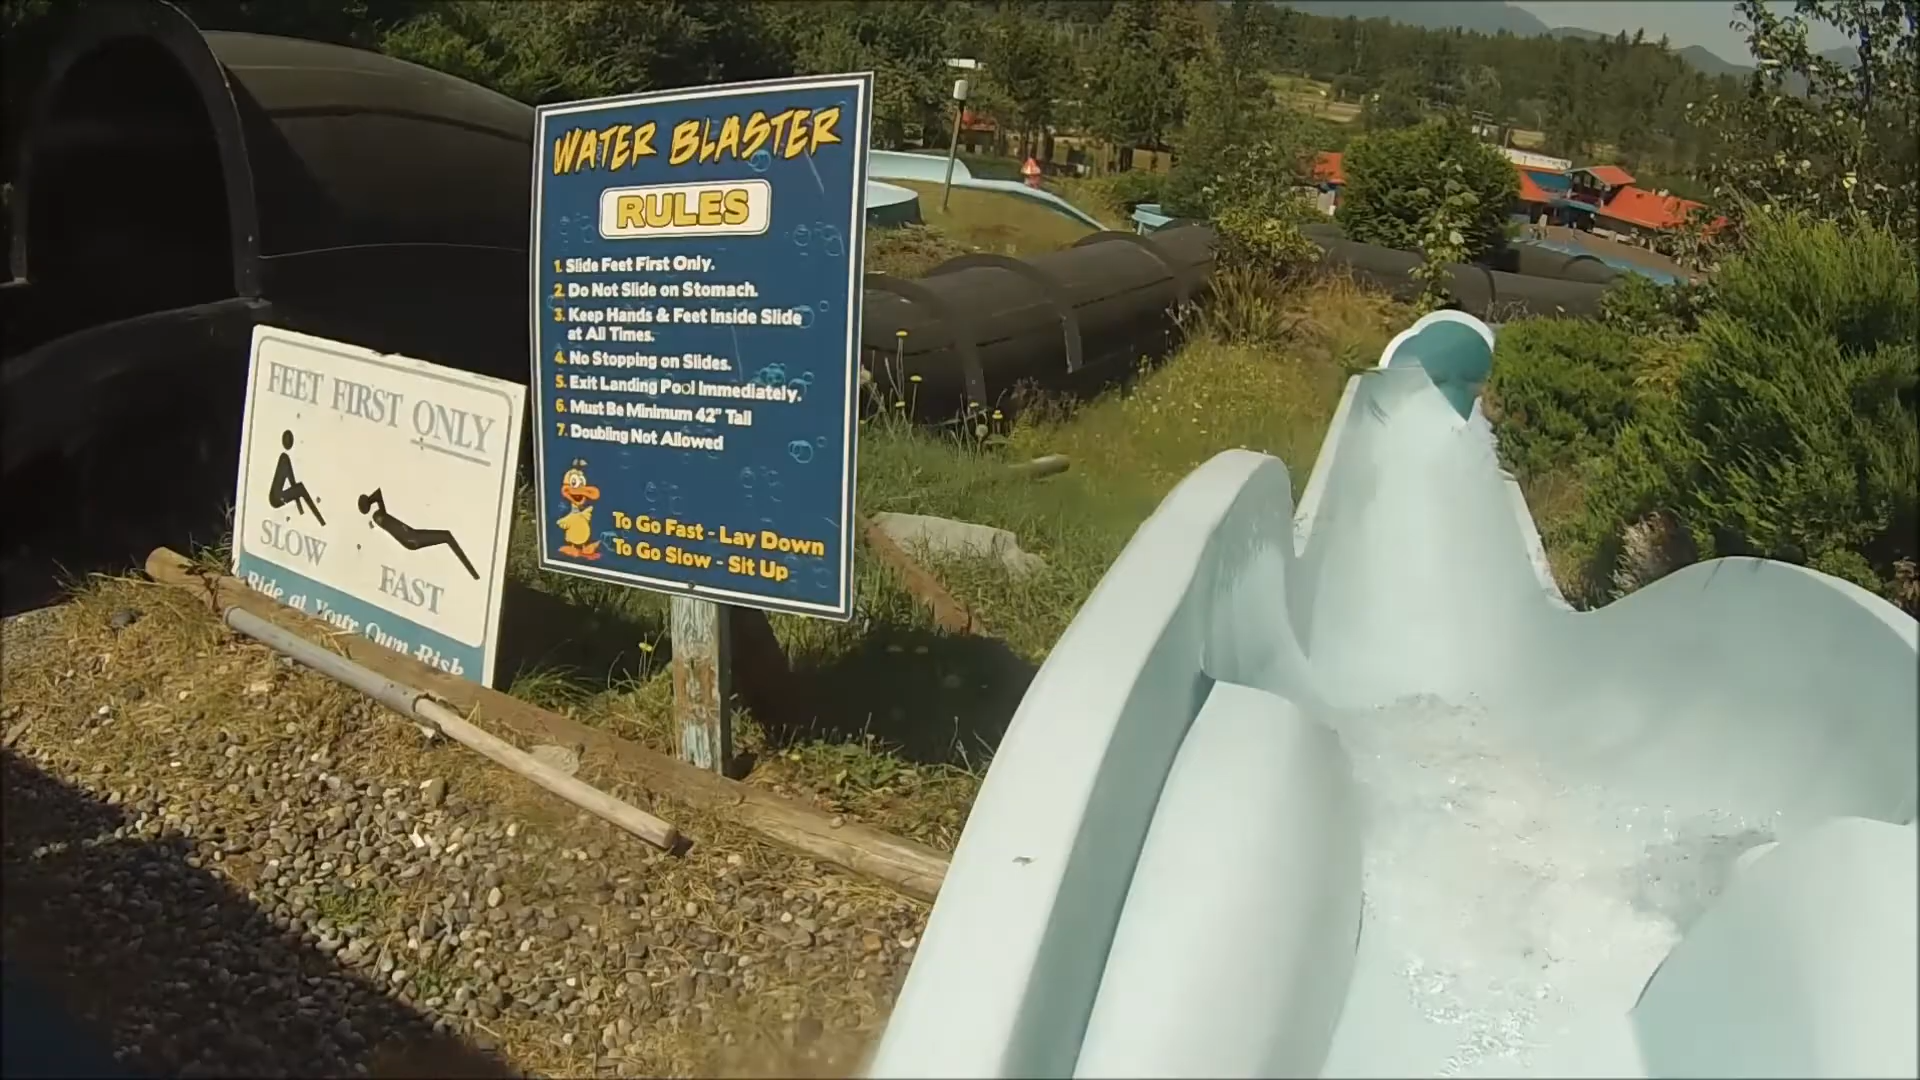 FEET FIRST ONLY
SLOW
FAST
Ride at Your Own Risk
WATER BLASTER
RULES
1. Slide Feet First Only.
2. Do Not Slide on Stomach.
3. Keep Hands & Feet Inside Slide
at All Times.
4. No Stopping on Slides.
5. Exit Landing Pool Immediately.
6. Must Be Minimum 42" Tall
7. Doubling Not Allowed
To Go Fast - Lay Down
To Go Slow - Sit Up